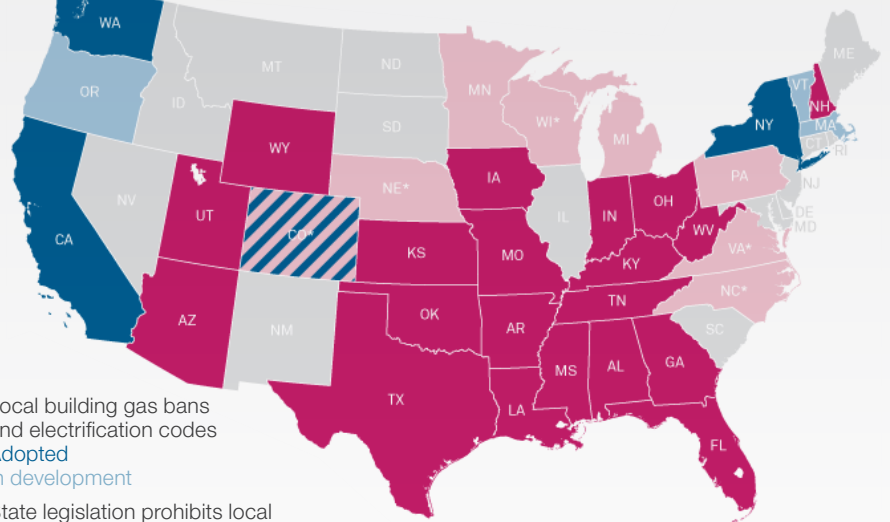 WA
ME
MT
ND
VT
OR
MN
NH
ID
WI*
SD
NY
MA
MI
CT
RI
WY
IA
PA
NE*
NJ
NV
IL
IN
OH
UT
DE
CO*
WV
MD
CA
KS
MO
VA*
KY
NC*
TN
AZ
OK
NM
AR
SC
MS
AL
GA
TX
LA
FL
ocal building gas bans
nd electrification codes
dopted
n development
tate legislation prohibits local